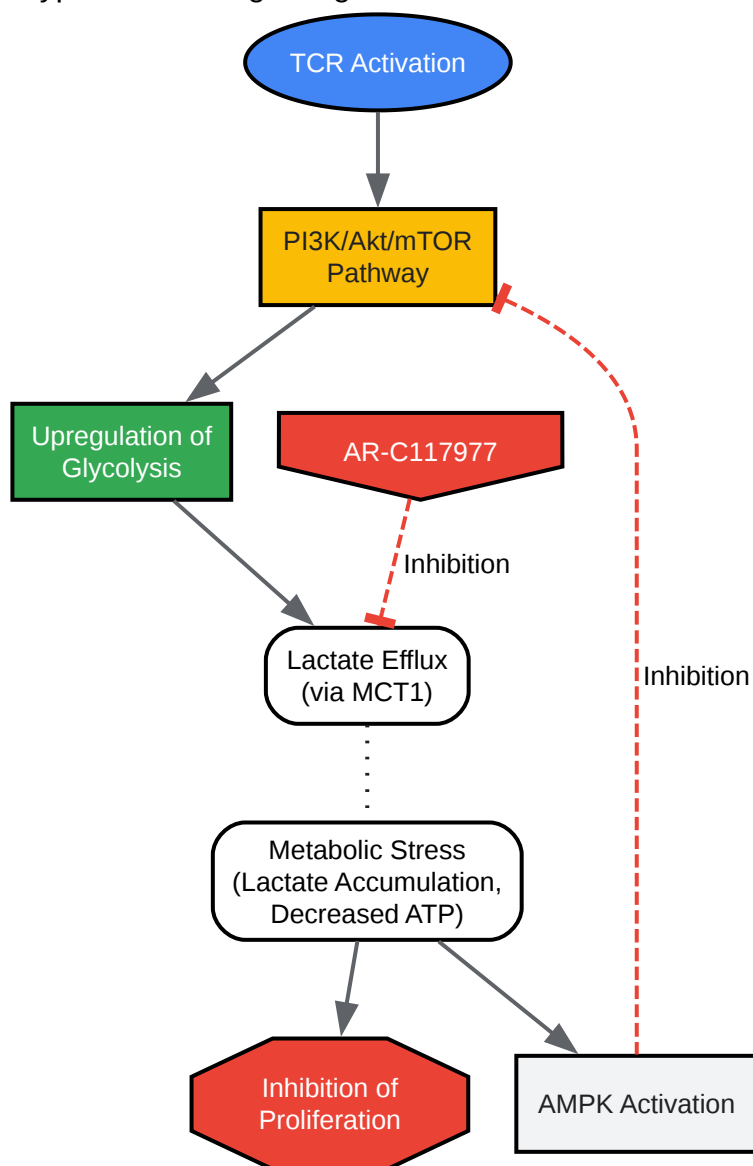 TCR Activation
PI3K/Akt/mTOR
Pathway
Upregulation of
Glycolysis
AR-C117977
Inhibition
Lactate Efflux
(via MCT1)
Inhibition
Metabolic Stress
(Lactate Accumulation,
Decreased ATP)
Inhibition of
Proliferation
AMPK Activation